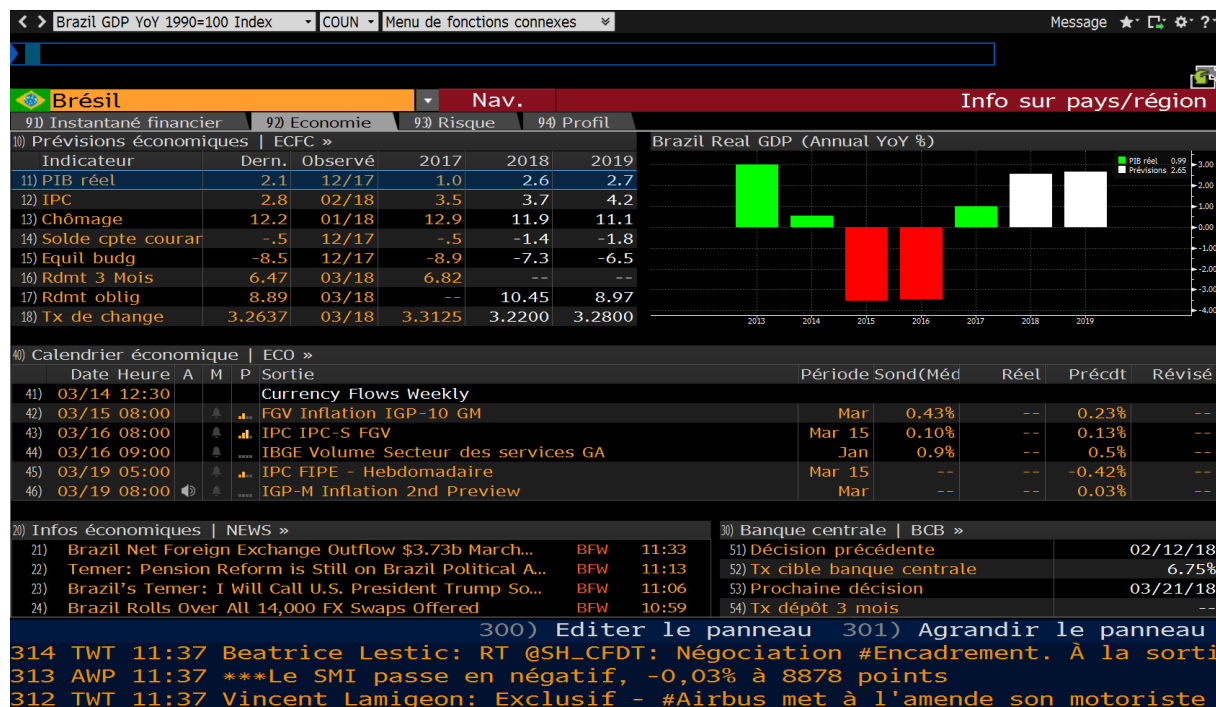 Brazil GDP YoY 1990=100 Index COUN Menu de fonctions connexes Message ?
Brésil Nav. Info sur pays/région
91) Instantané financier 92) Economie 93) Risque 94) Profil
10) Prévisions économiques | ECFC » Brazil Real GDP (Annual YoY %)
Indicateur Dern. Observé 2017 2018 2019
11) PIB réel 2.1 12/17 1.0 2.6 2.7
12) IPC 2.8 02/18 3.5 3.7 4.2
13) Chômage 12.2 01/18 12.9 11.9 11.1
14) Solde cpte courar -.5 12/17 -.5 -1.4 -1.8
15) Equil budg -8.5 12/17 -8.9 -7.3 -6.5
16) Rdmt 3 Mois 6.47 03/18 6.82 -- --
17) Rdmt oblig 8.89 03/18 -- 10.45 8.97
18) Tx de change 3.2637 03/18 3.3125 3.2200 3.2800
PIB réel 0.99
Prévisions 2.65
3.00
2.00
1.00
0.00
-1.00
-2.00
-3.00
-4.00
2013 2014 2015 2016 2017 2018 2019
40) Calendrier économique | ECO »
Date Heure A M P Sortie Période Sond(Méd Réel Précdt Révisé
41) 03/14 12:30 Currency Flows Weekly
42) 03/15 08:00 FGV Inflation IGP-10 GM Mar 0.43% -- 0.23% --
43) 03/16 08:00 IPC IPC-S FGV Mar 15 0.10% -- 0.13% --
44) 03/16 09:00 IBGE Volume Secteur des services GA Jan 0.9% -- 0.5% --
45) 03/19 05:00 IPC FIPE - Hebdomadaire Mar 15 -- -- -0.42% --
46) 03/19 08:00 IGP-M Inflation 2nd Preview Mar -- -- 0.03% --
20) Infos économiques | NEWS »
21) Brazil Net Foreign Exchange Outflow $3.73b March... BFW 11:33
22) Temer: Pension Reform is Still on Brazil Political A... BFW 11:13
23) Brazil's Temer: I Will Call U.S. President Trump So... BFW 11:06
24) Brazil Rolls Over All 14,000 FX Swaps Offered BFW 10:59
30) Banque centrale | BCB »
51) Décision précédente 02/12/18
52) Tx cible banque centrale 6.75%
53) Prochaine décision 03/21/18
54) Tx dépôt 3 mois --
300) Editer le panneau 301) Agrandir le panneau
314 TWT 11:37 Beatrice Lestic: RT @SH_CFDT: Négociation #Encadrement. À la sorti
313 AWP 11:37 ***Le SMI passe en négatif, -0,03% à 8878 points
312 TWT 11:37 Vincent Lamigeon: Exclusif - #Airbus met à l'amende son motoriste